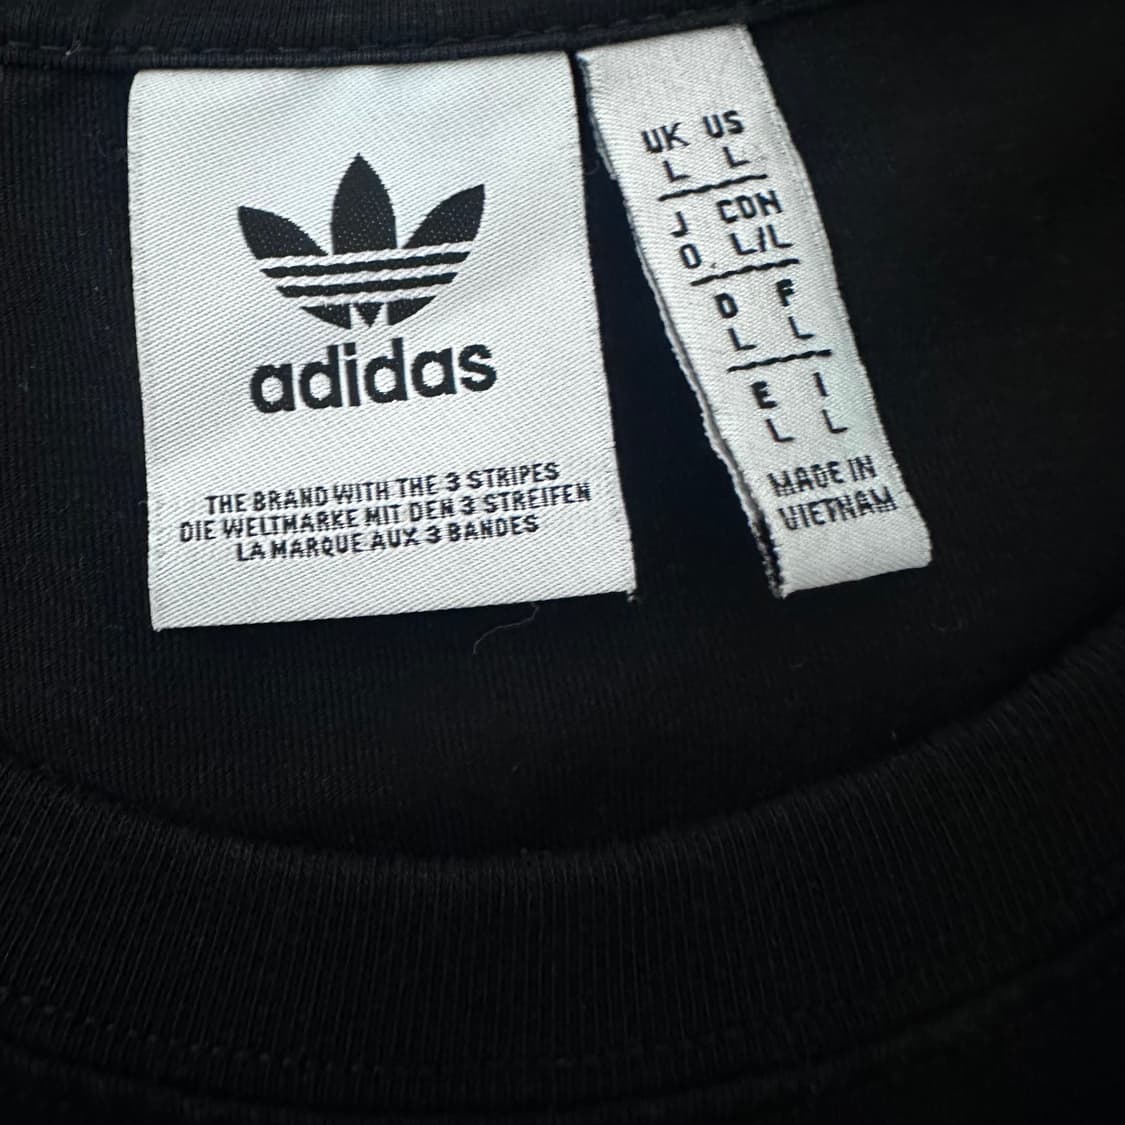 adidas
THE BRAND WITH THE 3 STRIPES
DIE WELTMARKE MIT DEN 3 STREIFEN
LA MARQUE AUX 3 BANDES
UK US
L L
J CDN
O L/L
D F
L L
E I
L L
MADE IN
VIETNAM